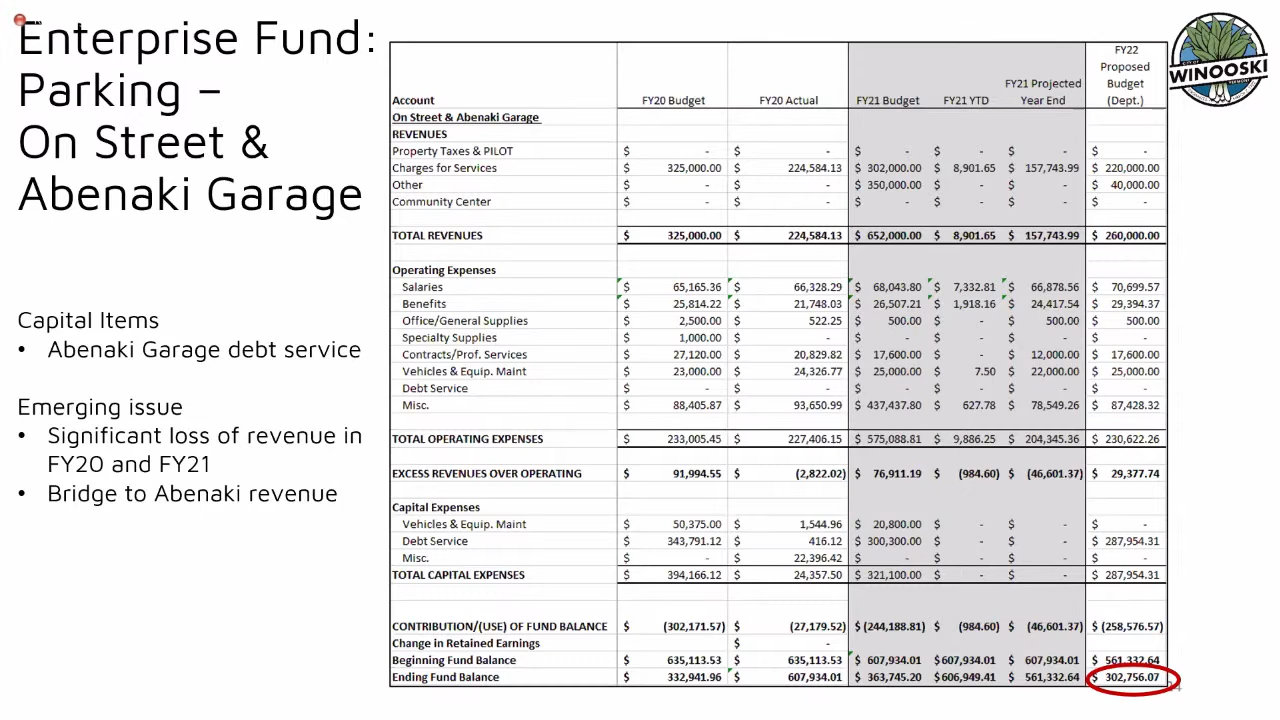 Enterprise Fund:
Parking –
On Street &
Abenaki Garage
Capital Items
• Abenaki Garage debt service
Emerging issue
• Significant loss of revenue in
FY20 and FY21
• Bridge to Abenaki revenue
Account FY20 Budget FY20 Actual FY21 Budget FY21 YTD FY21 Projected Year End FY22 Proposed Budget (Dept.)
On Street & Abenaki Garage
REVENUES
Property Taxes & PILOT $ - $ - $ - $ - $ - $ -
Charges for Services $ 325,000.00 $ 224,584.13 $ 302,000.00 $ 8,901.65 $ 157,743.99 $ 220,000.00
Other $ - $ - $ 350,000.00 $ - $ - $ 40,000.00
Community Center $ - $ - $ - $ - $ - $ -
TOTAL REVENUES $ 325,000.00 $ 224,584.13 $ 652,000.00 $ 8,901.65 $ 157,743.99 $ 260,000.00
Operating Expenses
Salaries $ 65,165.36 $ 66,328.29 $ 68,043.80 $ 7,332.81 $ 66,878.56 $ 70,699.57
Benefits $ 25,814.22 $ 21,748.03 $ 26,507.21 $ 1,918.16 $ 24,417.54 $ 29,394.37
Office/General Supplies $ 2,500.00 $ 522.25 $ 500.00 $ - $ 500.00 $ 500.00
Specialty Supplies $ 1,000.00 $ - $ - $ - $ - $ -
Contracts/Prof. Services $ 27,120.00 $ 20,829.82 $ 17,600.00 $ - $ 12,000.00 $ 17,600.00
Vehicles & Equip. Maint $ 23,000.00 $ 24,326.77 $ 25,000.00 $ 7.50 $ 22,000.00 $ 25,000.00
Debt Service $ - $ - $ - $ - $ - $ -
Misc. $ 88,405.87 $ 93,650.99 $ 437,437.80 $ 627.78 $ 78,549.26 $ 87,428.32
TOTAL OPERATING EXPENSES $ 233,005.45 $ 227,406.15 $ 575,088.81 $ 9,886.25 $ 204,345.36 $ 230,622.26
EXCESS REVENUES OVER OPERATING $ 91,994.55 $ (2,822.02) $ 76,911.19 $ (984.60) $ (46,601.37) $ 29,377.74
Capital Expenses
Vehicles & Equip. Maint $ 50,375.00 $ 1,544.96 $ 20,800.00 $ - $ - $ -
Debt Service $ 343,791.12 $ 416.12 $ 300,300.00 $ - $ - $ 287,954.31
Misc. $ - $ 22,396.42 $ - $ - $ - $ -
TOTAL CAPITAL EXPENSES $ 394,166.12 $ 24,357.50 $ 321,100.00 $ - $ - $ 287,954.31
CONTRIBUTION/(USE) OF FUND BALANCE $ (302,171.57) $ (27,179.52) $ (244,188.81) $ (984.60) $ (46,601.37) $ (258,576.57)
Change in Retained Earnings $ -
Beginning Fund Balance $ 635,113.53 $ 635,113.53 $ 607,934.01 $607,934.01 $ 607,934.01 $ 561,332.64
Ending Fund Balance $ 332,941.96 $ 607,934.01 $ 363,745.20 $606,949.41 $ 561,332.64 $ 302,756.07
WINOOSKI